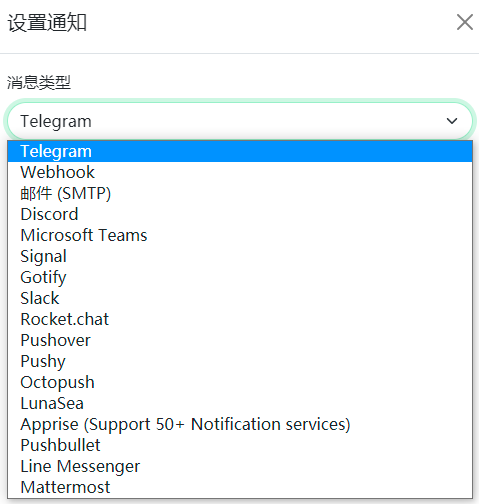 设置通知
消息类型
Telegram
Telegram
Webhook
邮件 (SMTP)
Discord
Microsoft Teams
Signal
Gotify
Slack
Rocket.chat
Pushover
Pushy
Octopush
LunaSea
Apprise (Support 50+ Notification services)
Pushbullet
Line Messenger
Mattermost